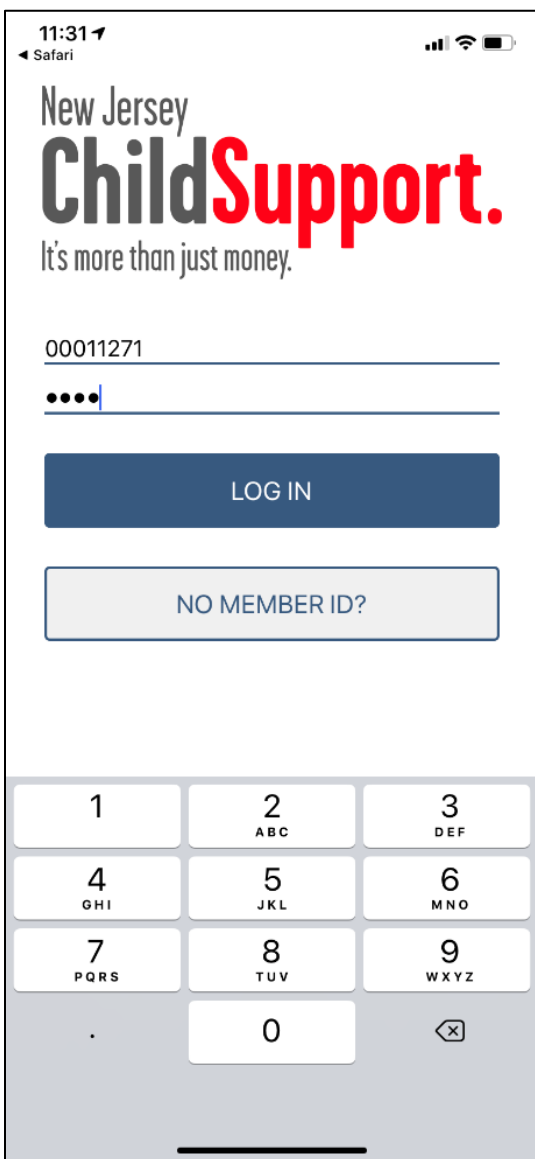 11:31
◀ Safari
New Jersey
ChildSupport.
It's more than just money.
00011271
••••
LOG IN
NO MEMBER ID?
1
2
ABC
3
DEF
4
GHI
5
JKL
6
MNO
7
PQRS
8
TUV
9
WXYZ
.
0